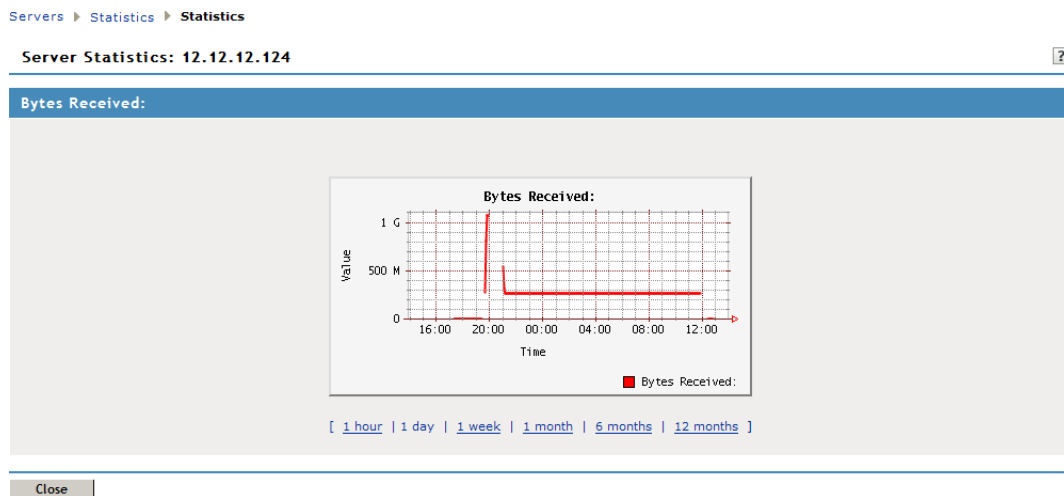 Servers Statistics Statistics
Server Statistics: 12.12.12.124
?
Bytes Received:
Bytes Received:
1 G
500 M
0
Value
16:00 20:00 00:00 04:00 08:00 12:00
Time
Bytes Received:
[ 1 hour | 1 day | 1 week | 1 month | 6 months | 12 months ]
Close